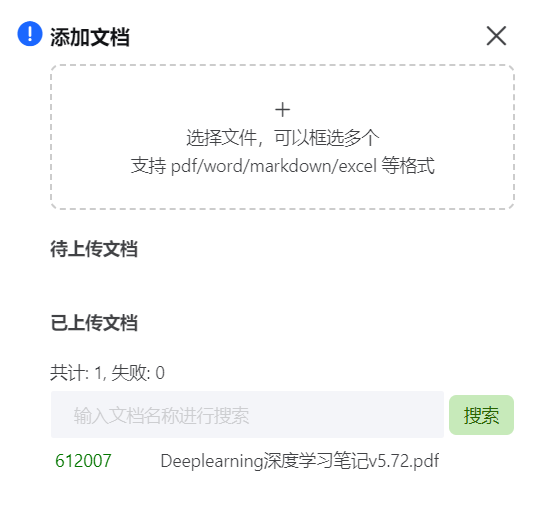 添加文档
选择文件，可以框选多个
支持 pdf/word/markdown/excel 等格式
待上传文档
已上传文档
共计: 1, 失败: 0
输入文档名称进行搜索 搜索
612007 Deeplearning深度学习笔记v5.72.pdf